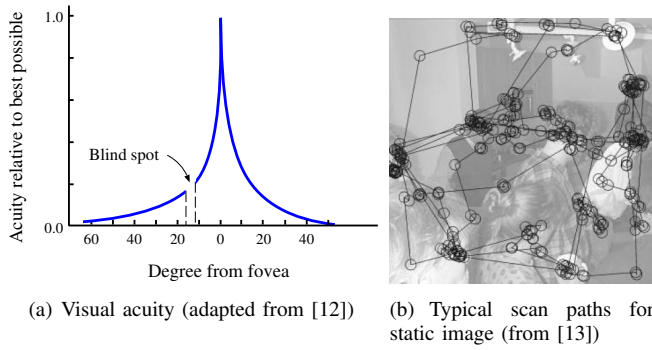 1.0
Acuity relative to best possible
Blind spot
0.0
60 40 20 16 0 20 40
Degree from fovea
(a) Visual acuity (adapted from [12])
(b) Typical scan paths for
static image (from [13])